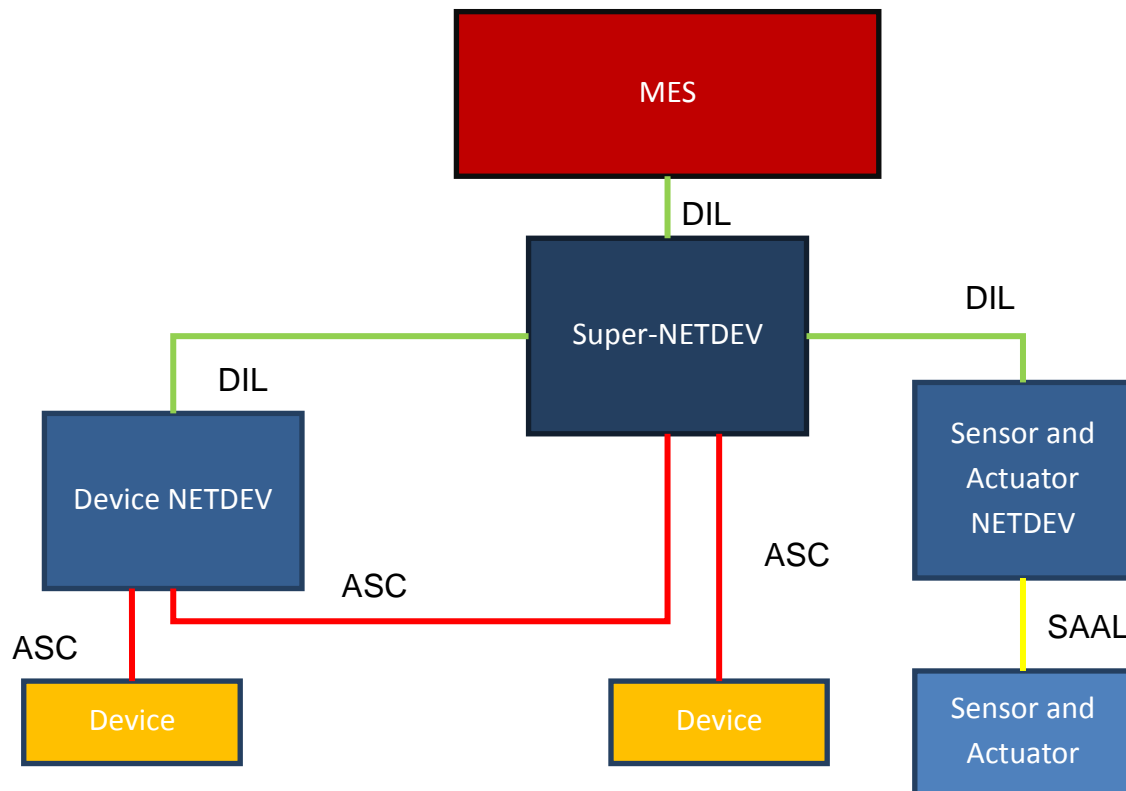 MES
DIL
DIL
Super-NETDEV
DIL
Sensor and
Actuator
NETDEV
Device NETDEV
ASC
ASC
SAAL
ASC
Device
Device
Sensor and
Actuator